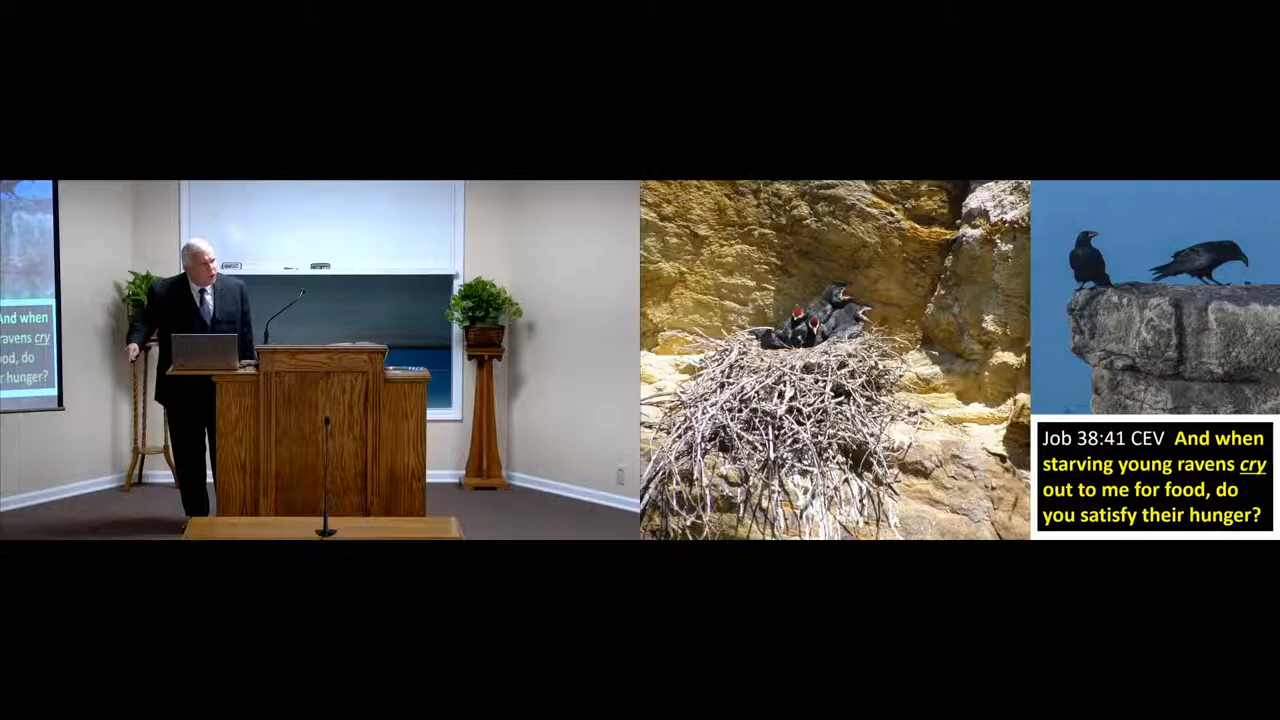 And when
ravens cry
ood, do
r hunger?
Job 38:41 CEV And when
starving young ravens cry
out to me for food, do
you satisfy their hunger?